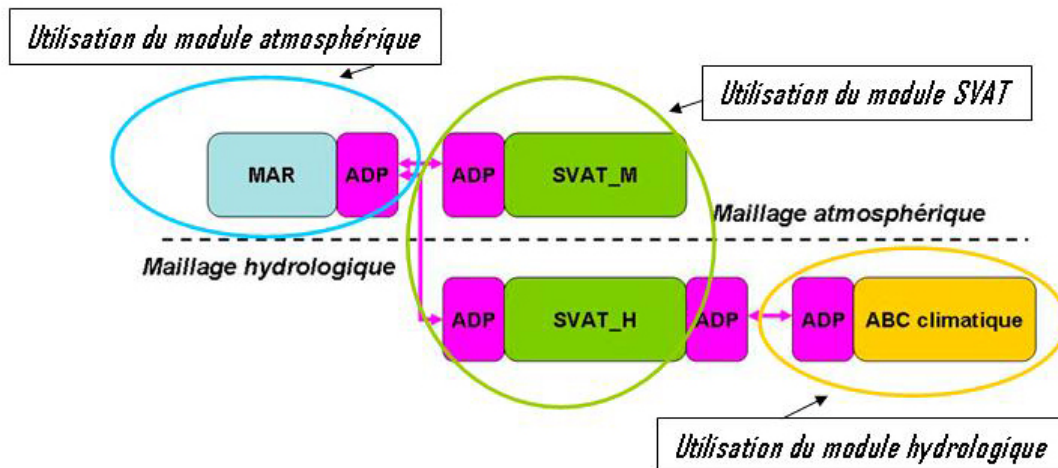 Utilisation du module atmosphérique
Utilisation du module SVAT
MAR
ADP
ADP
SVAT_M
Maillage atmosphérique
Maillage hydrologique
ADP
SVAT_H
ADP
ADP
ABC climatique
Utilisation du module hydrologique